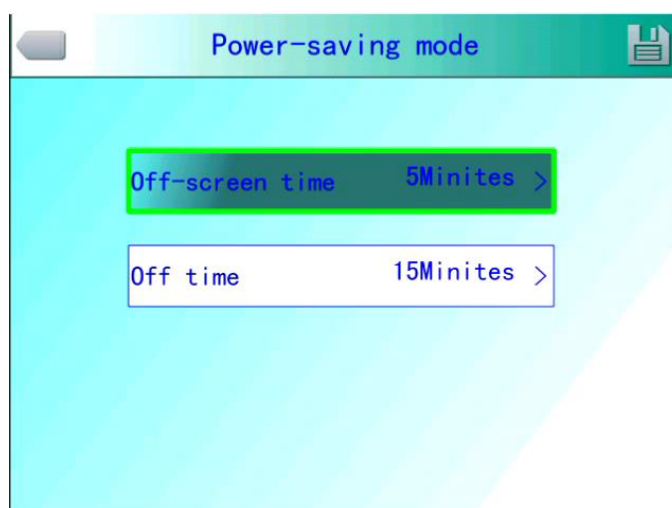 Power-saving mode
Off-screen time 5Minites >
Off time 15Minites >